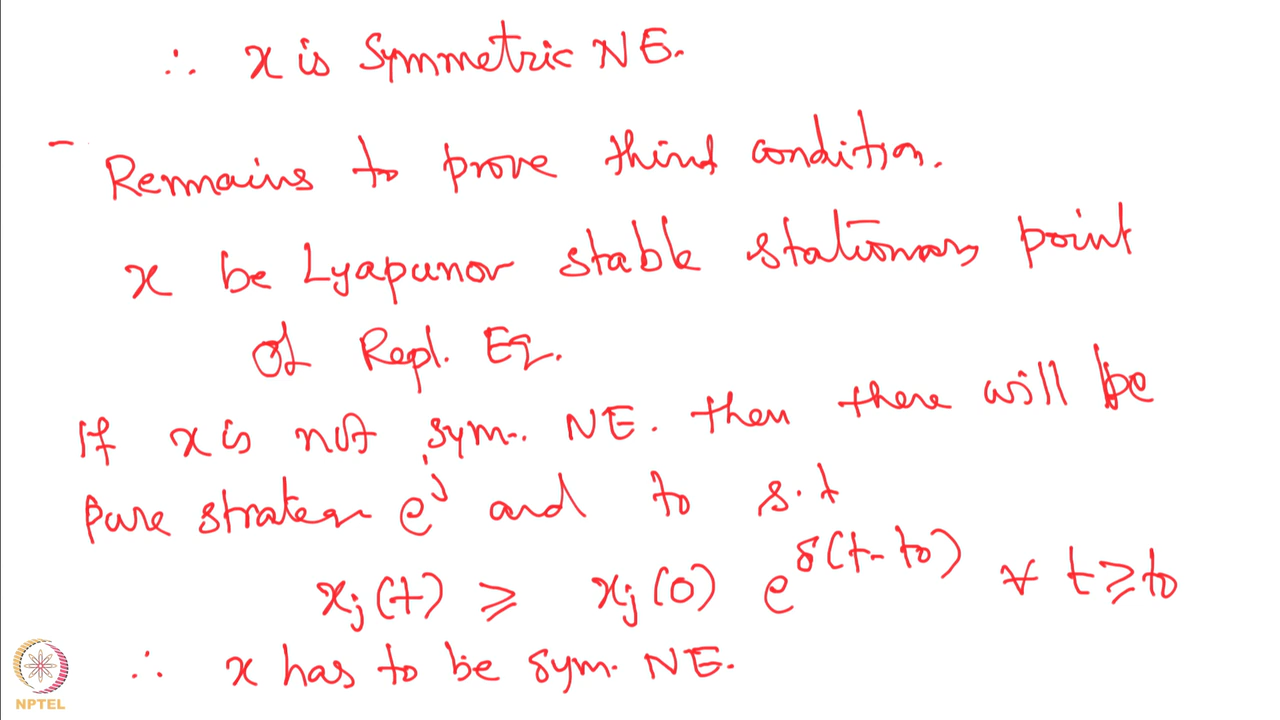 ∴ x is Symmetric NE.
- Remains to prove third condition.
x be Lyapunov stable stationary point
of Repl. Eq.
If x is not sym. NE. then there will be
pure strategy e^j and t₀ s.t
x_j(t) ≥ x_j(0) e^{δ(t-t₀)} ∀ t ≥ t₀
∴ x has to be sym. NE.
NPTEL